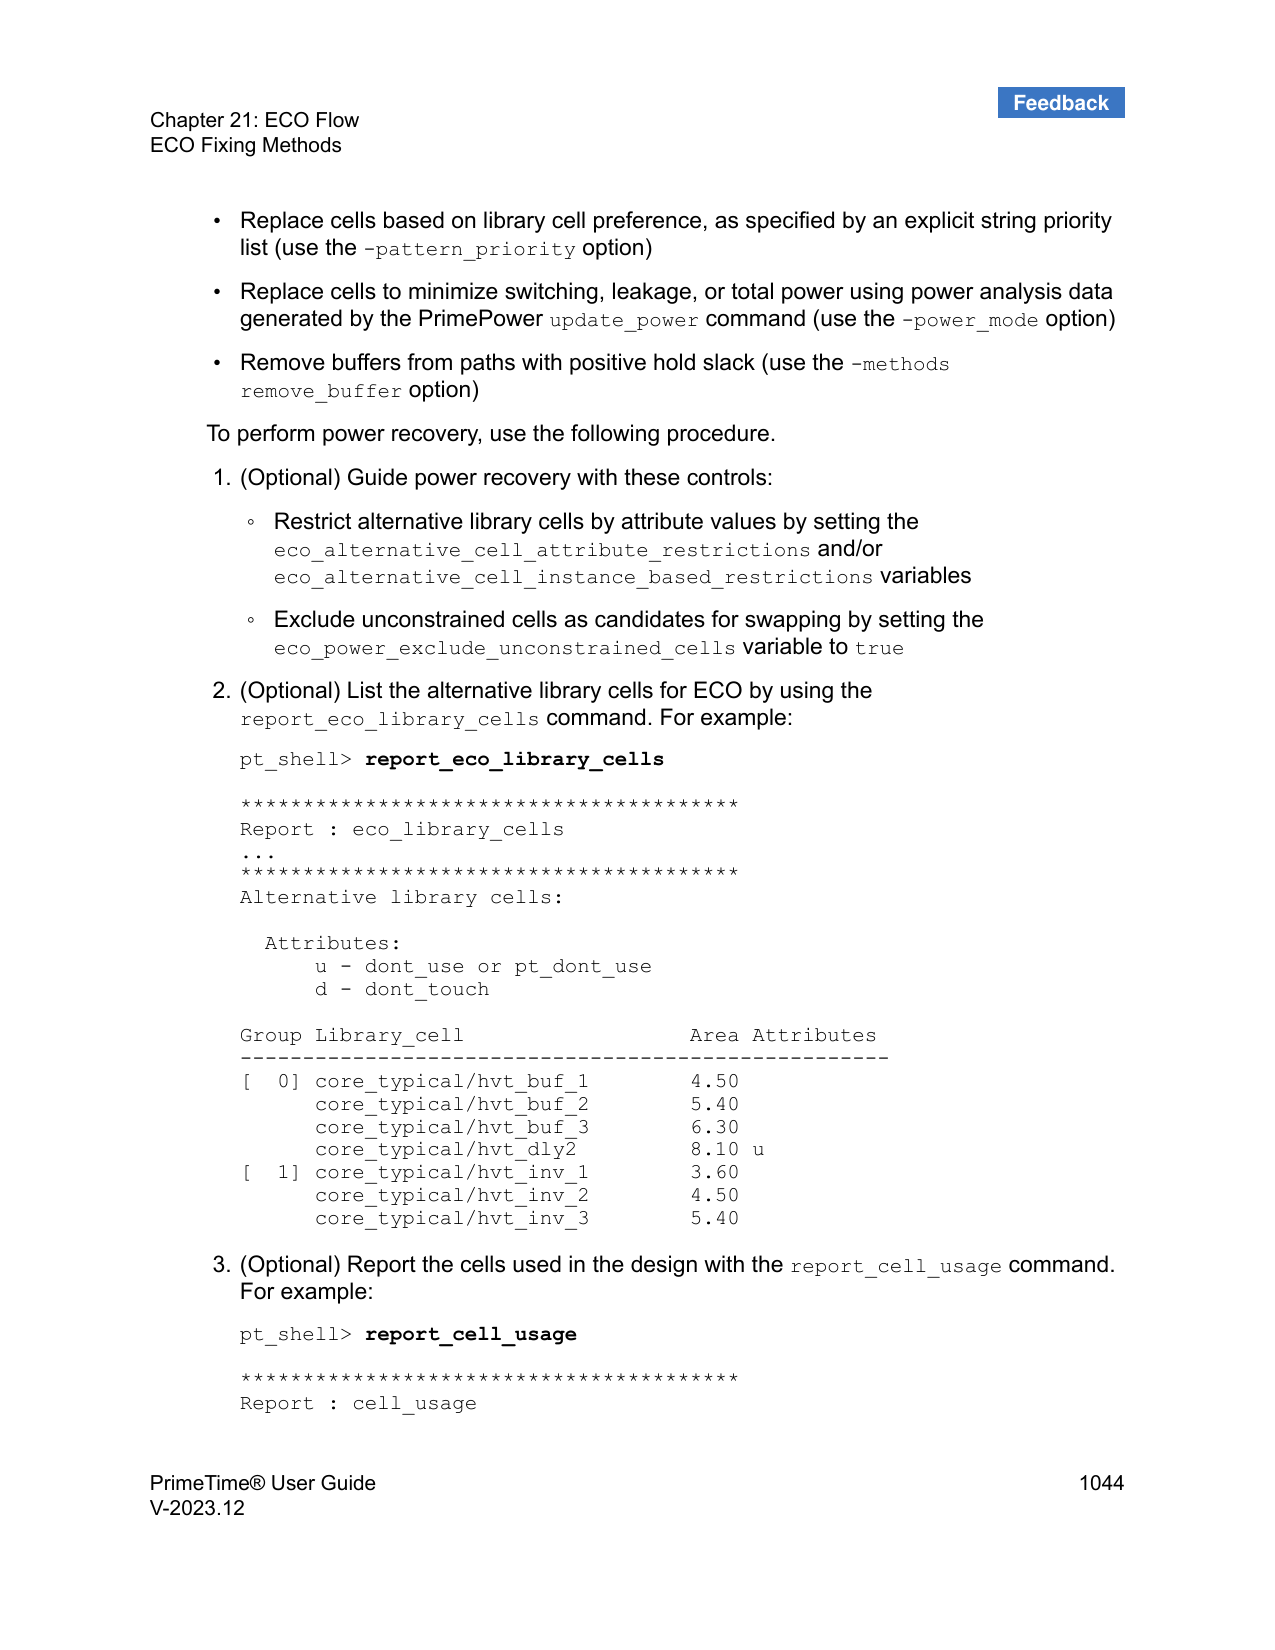 Feedback
Chapter 21: ECO Flow
ECO Fixing Methods
• Replace cells based on library cell preference, as specified by an explicit string priority
list (use the -pattern_priority option)
• Replace cells to minimize switching, leakage, or total power using power analysis data
generated by the PrimePower update_power command (use the -power_mode option)
• Remove buffers from paths with positive hold slack (use the -methods
remove_buffer option)
To perform power recovery, use the following procedure.
1. (Optional) Guide power recovery with these controls:
◦ Restrict alternative library cells by attribute values by setting the
eco_alternative_cell_attribute_restrictions and/or
eco_alternative_cell_instance_based_restrictions variables
◦ Exclude unconstrained cells as candidates for swapping by setting the
eco_power_exclude_unconstrained_cells variable to true
2. (Optional) List the alternative library cells for ECO by using the
report_eco_library_cells command. For example:
pt_shell> report_eco_library_cells
****************************************
Report : eco_library_cells
...
****************************************
Alternative library cells:
Attributes:
u - dont_use or pt_dont_use
d - dont_touch
Group Library_cell Area Attributes
----------------------------------------------------
[ 0] core_typical/hvt_buf_1 4.50
core_typical/hvt_buf_2 5.40
core_typical/hvt_buf_3 6.30
core_typical/hvt_dly2 8.10 u
[ 1] core_typical/hvt_inv_1 3.60
core_typical/hvt_inv_2 4.50
core_typical/hvt_inv_3 5.40
3. (Optional) Report the cells used in the design with the report_cell_usage command.
For example:
pt_shell> report_cell_usage
****************************************
Report : cell_usage
PrimeTime® User Guide 1044
V-2023.12